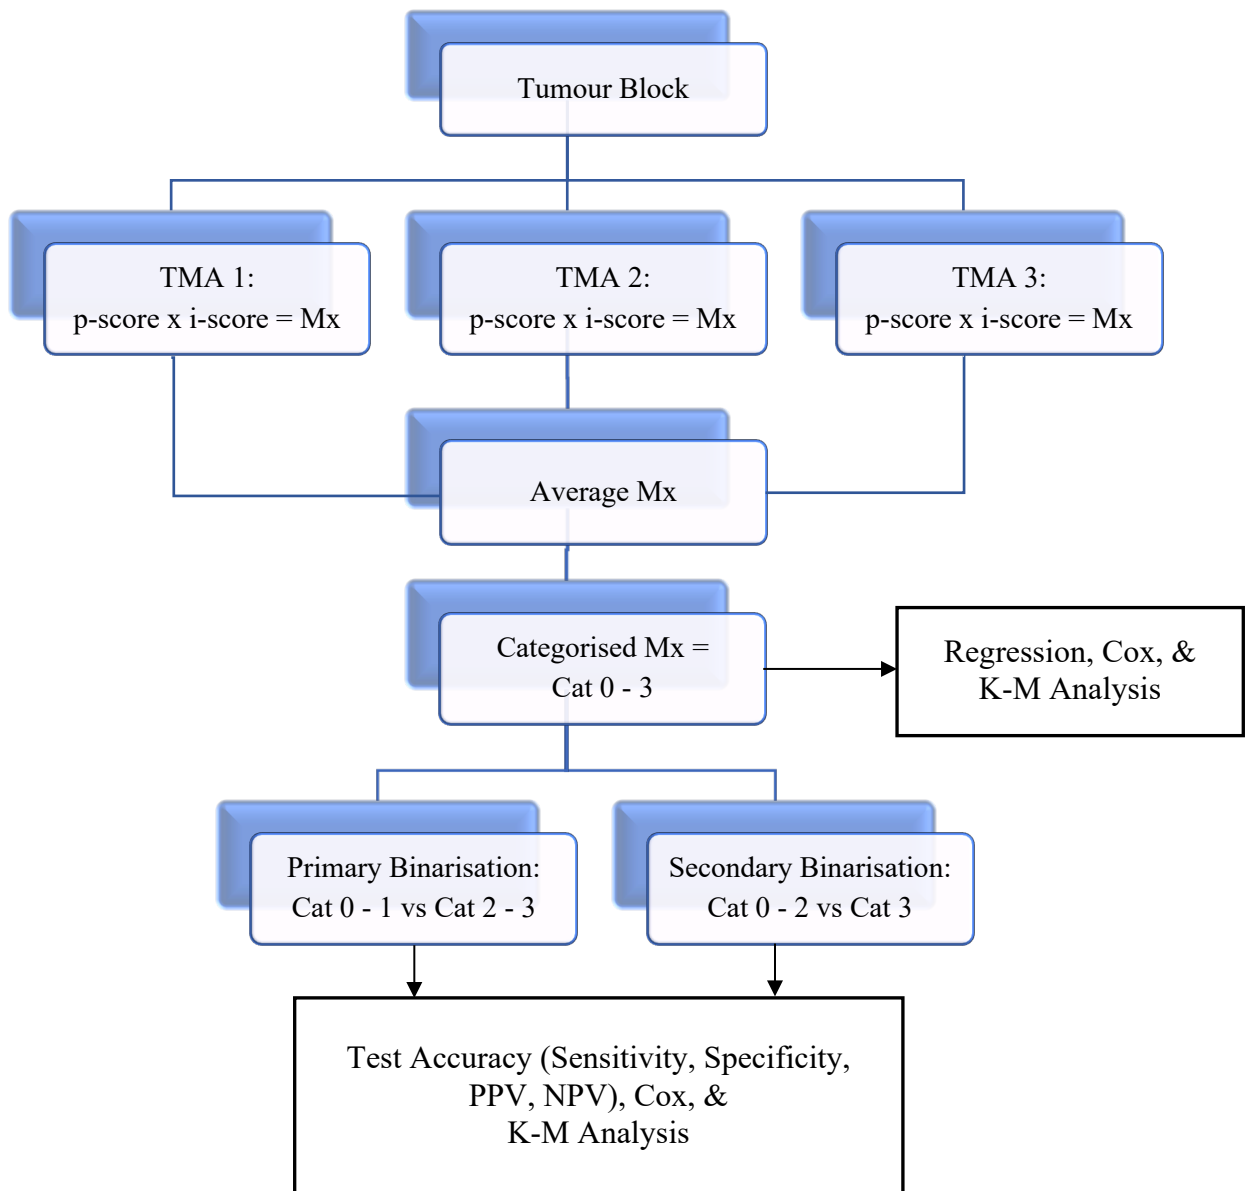 Tumour Block
TMA 1:
p-score x i-score = Mx
TMA 2:
p-score x i-score = Mx
TMA 3:
p-score x i-score = Mx
Average Mx
Categorised Mx =
Cat 0 - 3
Regression, Cox, &
K-M Analysis
Primary Binarisation:
Cat 0 - 1 vs Cat 2 - 3
Secondary Binarisation:
Cat 0 - 2 vs Cat 3
Test Accuracy (Sensitivity, Specificity,
PPV, NPV), Cox, &
K-M Analysis